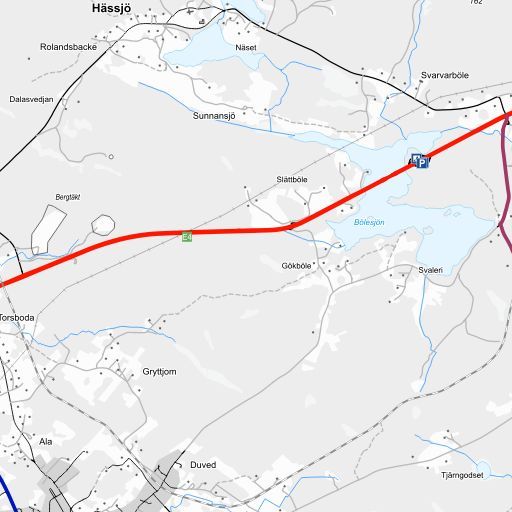 Hässjö
762
Rolandsbacke
Näset
Svarvarböle
Dalasvedjan
Sunnansjö
P
Slättböle
Bergtäkt
Bölesjön
E4
Gökböle
Svaleri
Torsboda
Gryttjom
Ala
Duved
Tjärngodset